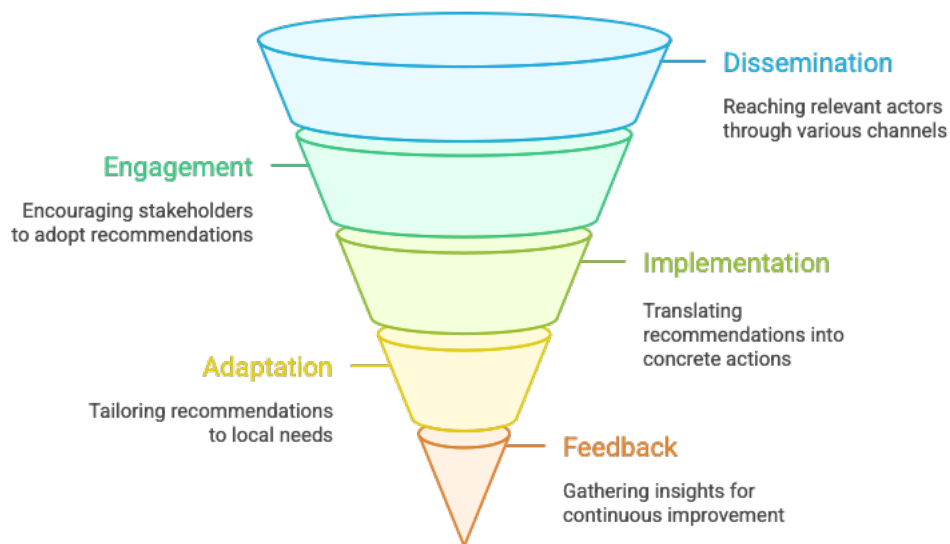 Dissemination
Reaching relevant actors
through various channels
Engagement
Encouraging stakeholders
to adopt recommendations
Implementation
Translating
recommendations into
concrete actions
Adaptation
Tailoring recommendations
to local needs
Feedback
Gathering insights for
continuous improvement